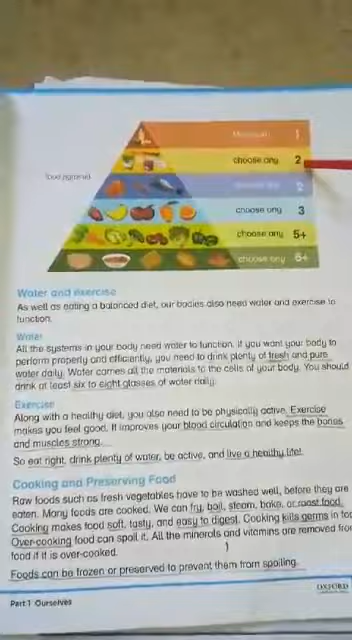 Maximum 1
choose any 2
food pyramid
choose any 2
choose any 3
choose any 5+
choose any 6+
Water and exercise
As well as eating a balanced diet, our bodies also need water and exercise to
function.
Water
All the systems in your body need water to function. If you want your body to
perform properly and efficiently, you need to drink plenty of fresh and pure
water daily. Water carries all the materials to the cells of your body. You should
drink at least six to eight glasses of water daily.
Exercise
Along with a healthy diet, you also need to be physically active. Exercise
makes you feel good. It improves your blood circulation and keeps the bones
and muscles strong.
So eat right, drink plenty of water, be active, and live a healthy life!
Cooking and Preserving Food
Raw foods such as fresh vegetables have to be washed well, before they are
eaten. Many foods are cooked. We can fry, boil, steam, bake, or roast food.
Cooking makes food soft, tasty, and easy to digest. Cooking kills germs in foo
Over-cooking food can spoil it. All the minerals and vitamins are removed from
food if it is over-cooked.
Foods can be frozen or preserved to prevent them from spoiling.
OXFORD
Part 1 Ourselves